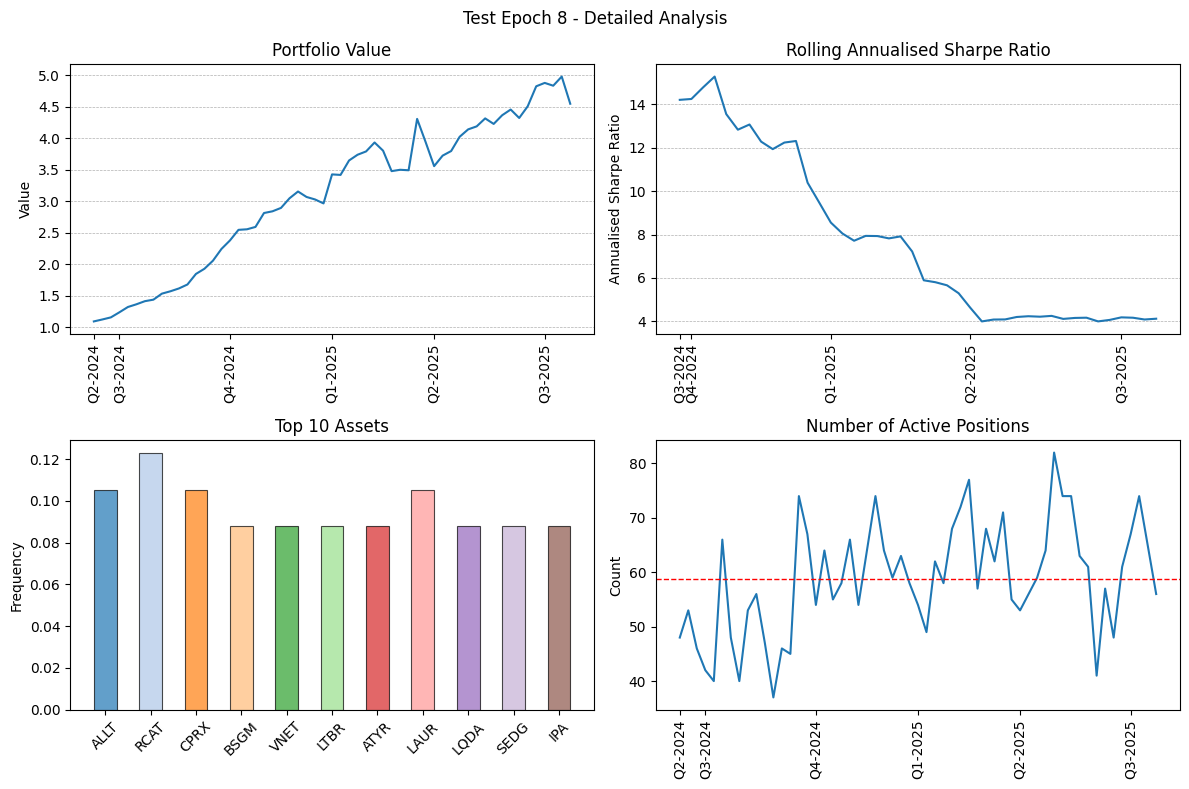 Test Epoch 8 - Detailed Analysis
Portfolio Value
Value
5.0
4.5
4.0
3.5
3.0
2.5
2.0
1.5
1.0
Q2-2024
Q3-2024
Q4-2024
Q1-2025
Q2-2025
Q3-2025
Rolling Annualised Sharpe Ratio
Annualised Sharpe Ratio
14
12
10
8
6
4
Q3-2024
Q4-2024
Q1-2025
Q2-2025
Q3-2025
Top 10 Assets
Frequency
0.12
0.10
0.08
0.06
0.04
0.02
0.00
ALLT
RCAT
CPRX
BSGM
VNET
LTBR
ATYR
LAUR
LQDA
SEDG
IPA
Number of Active Positions
Count
80
70
60
50
40
Q2-2024
Q3-2024
Q4-2024
Q1-2025
Q2-2025
Q3-2025